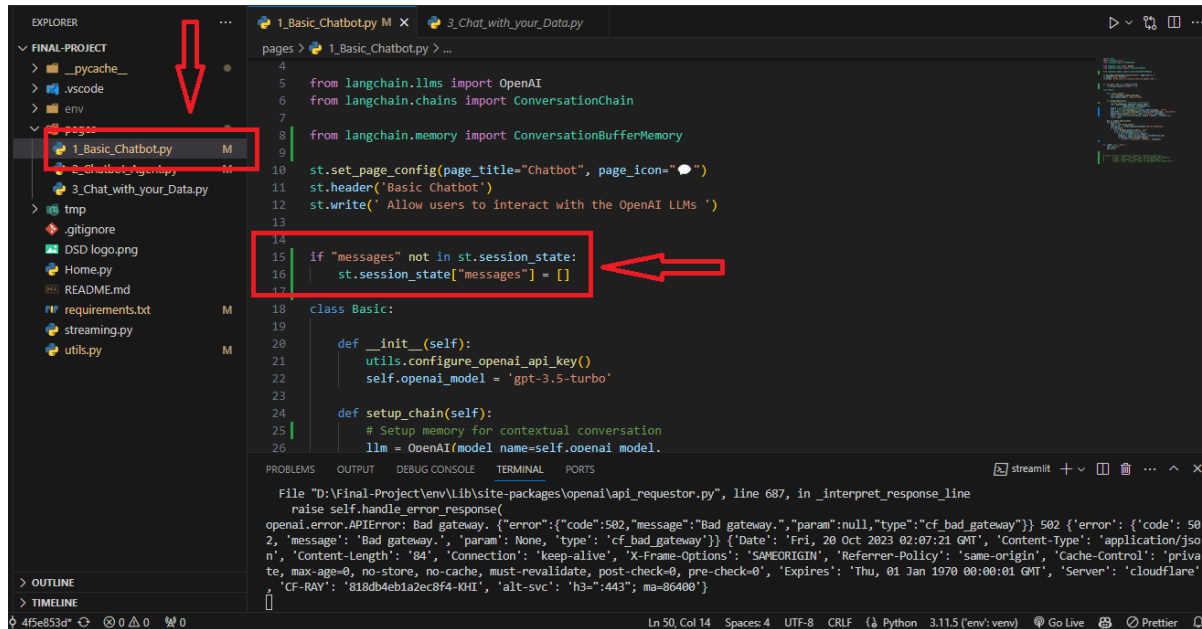 EXPLORER
FINAL-PROJECT
__pycache__
.vscode
env
pages
1_Basic_Chatbot.py M
2_Chatbot_Agent.py M
3_Chat_with_your_Data.py
tmp
.gitignore
DSD logo.png
Home.py
README.md
requirements.txt M
streaming.py
utils.py M
OUTLINE
TIMELINE
1_Basic_Chatbot.py M
3_Chat_with_your_Data.py
pages > 1_Basic_Chatbot.py > ...
4
5 from langchain.llms import OpenAI
6 from langchain.chains import ConversationChain
7
8 from langchain.memory import ConversationBufferMemory
9
10 st.set_page_config(page_title="Chatbot", page_icon="💬")
11 st.header('Basic Chatbot')
12 st.write(' Allow users to interact with the OpenAI LLMs ')
13
14
15 if "messages" not in st.session_state:
16 st.session_state["messages"] = []
17
18 class Basic:
19
20 def __init__(self):
21 utils.configure_openai_api_key()
22 self.openai_model = 'gpt-3.5-turbo'
23
24 def setup_chain(self):
25 # Setup memory for contextual conversation
26 llm = OpenAI(model_name=self.openai_model,
PROBLEMS OUTPUT DEBUG CONSOLE TERMINAL PORTS
streamlit
File "D:\Final-Project\env\Lib\site-packages\openai\api_requestor.py", line 687, in _interpret_response_line
raise self.handle_error_response(
openai.error.APIError: Bad gateway. {"error":{"code":502,"message":"Bad gateway.","param":null,"type":"cf_bad_gateway"}} 502 {'error': {'code': 50
2, 'message': 'Bad gateway.', 'param': None, 'type': 'cf_bad_gateway'}} {'Date': 'Fri, 20 Oct 2023 02:07:21 GMT', 'Content-Type': 'application/jso
n', 'Content-Length': '84', 'Connection': 'keep-alive', 'X-Frame-Options': 'SAMEORIGIN', 'Referrer-Policy': 'same-origin', 'Cache-Control': 'priva
te, max-age=0, no-store, no-cache, must-revalidate, post-check=0, pre-check=0', 'Expires': 'Thu, 01 Jan 1970 00:00:01 GMT', 'Server': 'cloudflare'
, 'CF-RAY': '818db4eb1a2ec8f4-KHI', 'alt-svc': 'h3=":443"; ma=86400'}
4f5e853d* 0 0 0 Ln 50, Col 14 Spaces: 4 UTF-8 CRLF Python 3.11.5 ('env': venv) Go Live Prettier